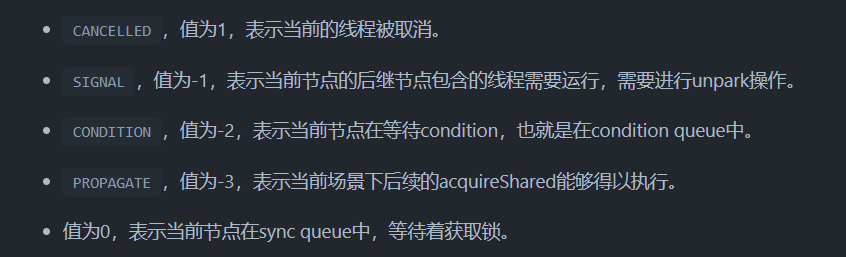 CANCELLED，值为1，表示当前的线程被取消。
SIGNAL，值为-1，表示当前节点的后继节点包含的线程需要运行，需要进行unpark操作。
CONDITION，值为-2，表示当前节点在等待condition，也就是在condition queue中。
PROPAGATE，值为-3，表示当前场景下后续的acquireShared能够得以执行。
值为0，表示当前节点在sync queue中，等待着获取锁。